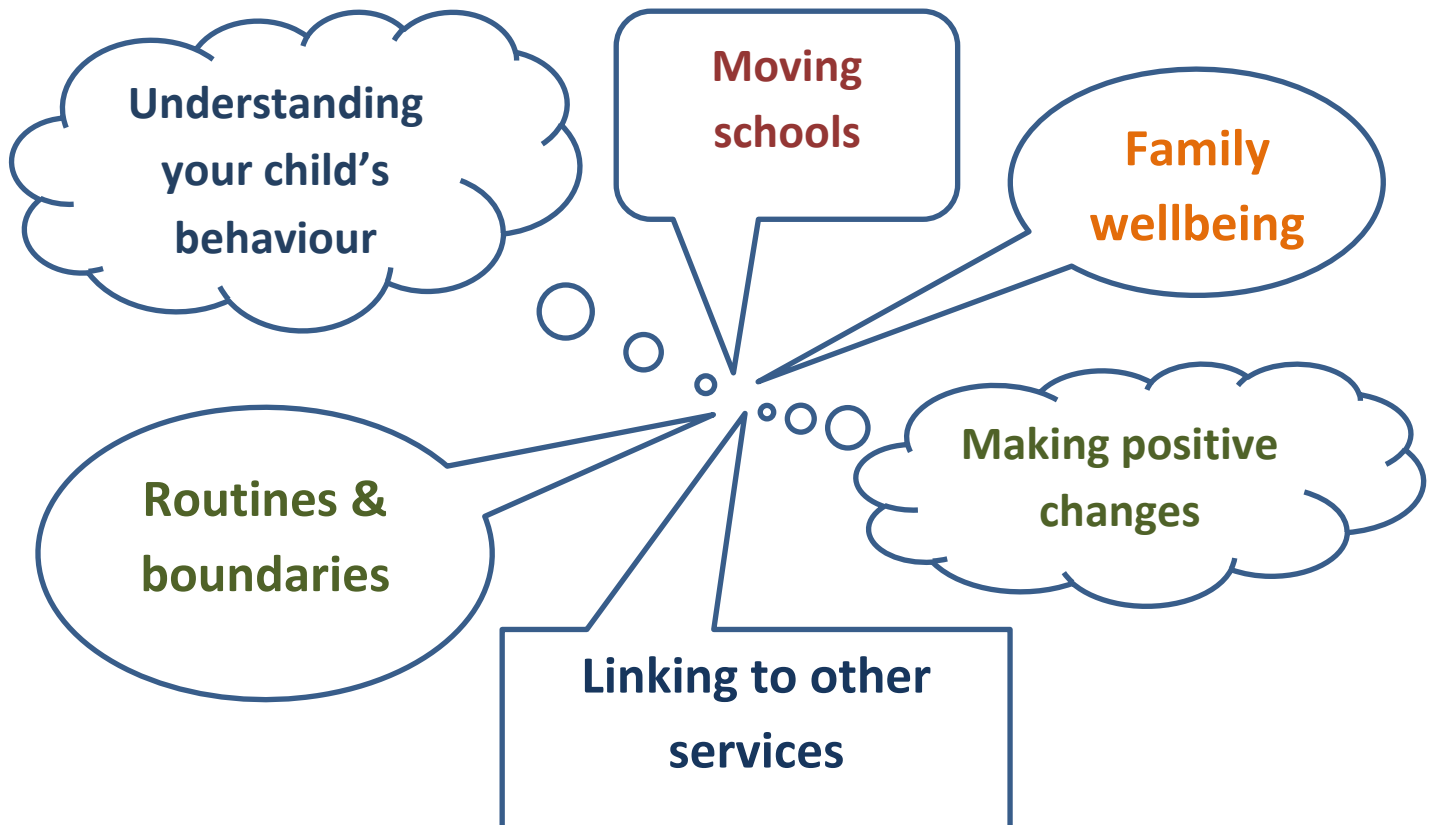 Understanding
your child’s
behaviour
Moving
schools
Family
wellbeing
Routines &
boundaries
Making positive
changes
Linking to other
services